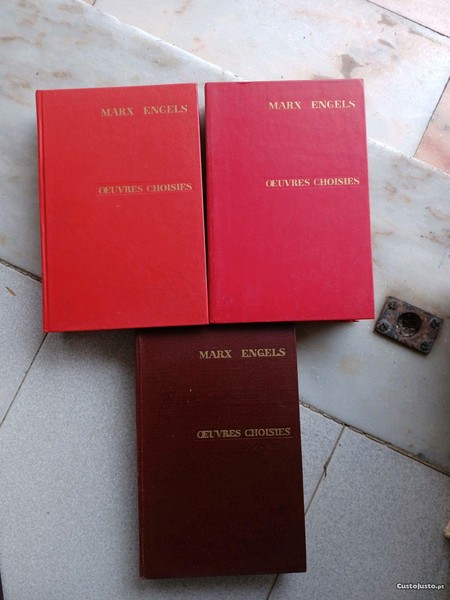 MARX ENGELS
ŒUVRES CHOISIES
MARX ENGELS
ŒUVRES CHOISIES
MARX ENGELS
ŒUVRES CHOISIES
CustoJusto.pt